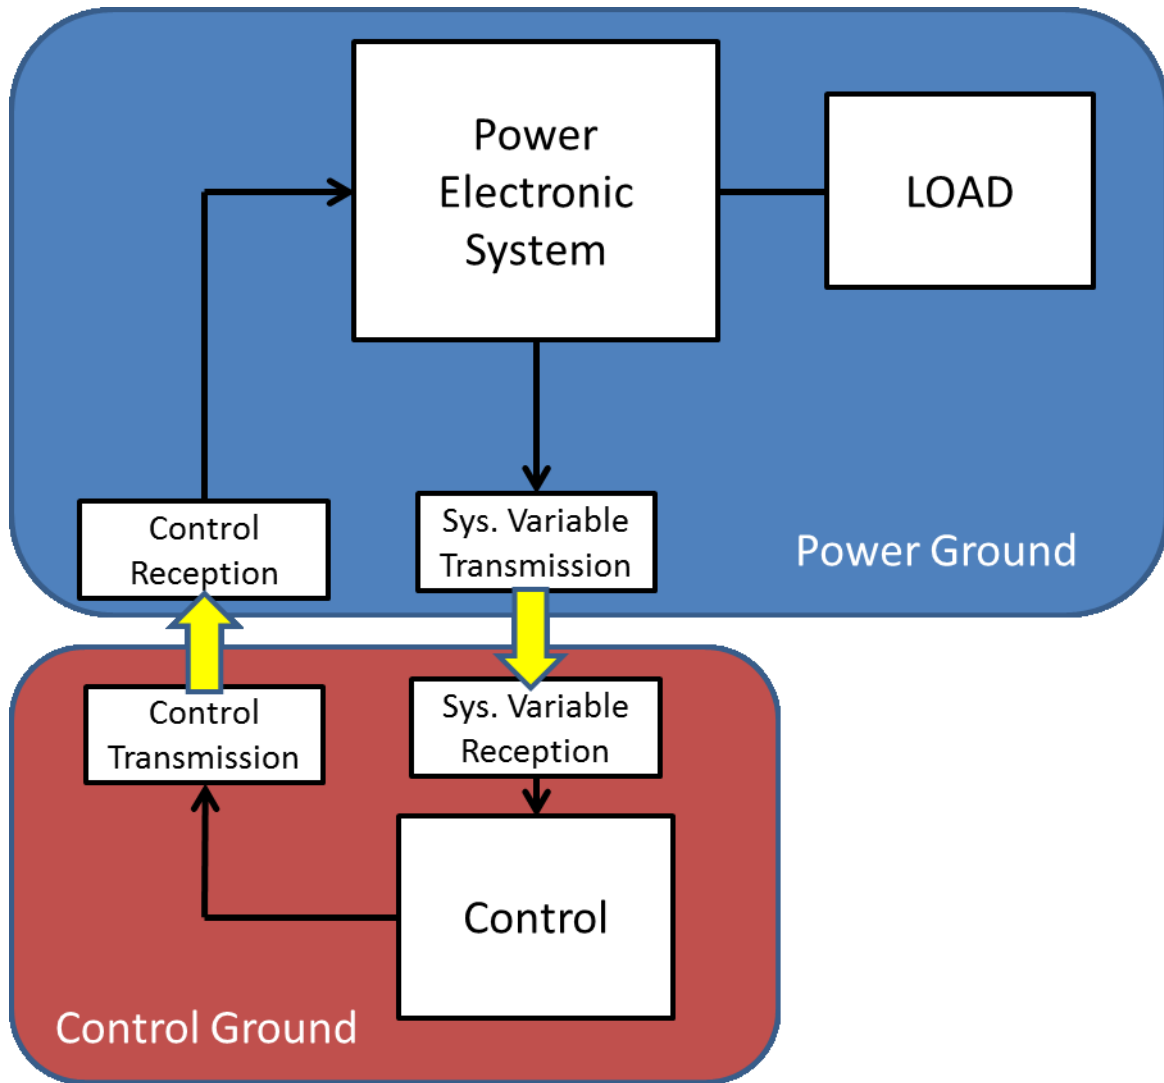 Power
Electronic
System
LOAD
Control
Reception
Sys. Variable
Transmission
Power Ground
Control
Transmission
Sys. Variable
Reception
Control
Control Ground